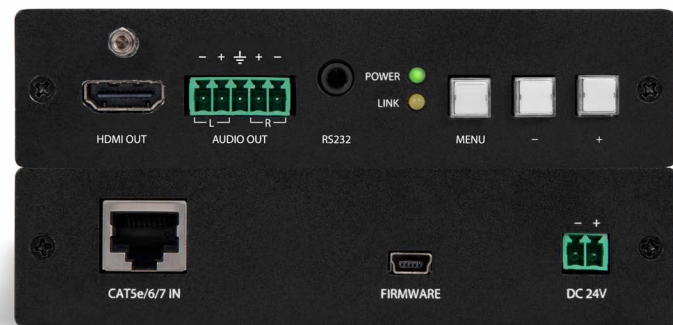 − + ⏚ + −
L R
HDMI OUT
AUDIO OUT
RS232
POWER
LINK
MENU
−
+
− +
CAT5e/6/7 IN
FIRMWARE
DC 24V